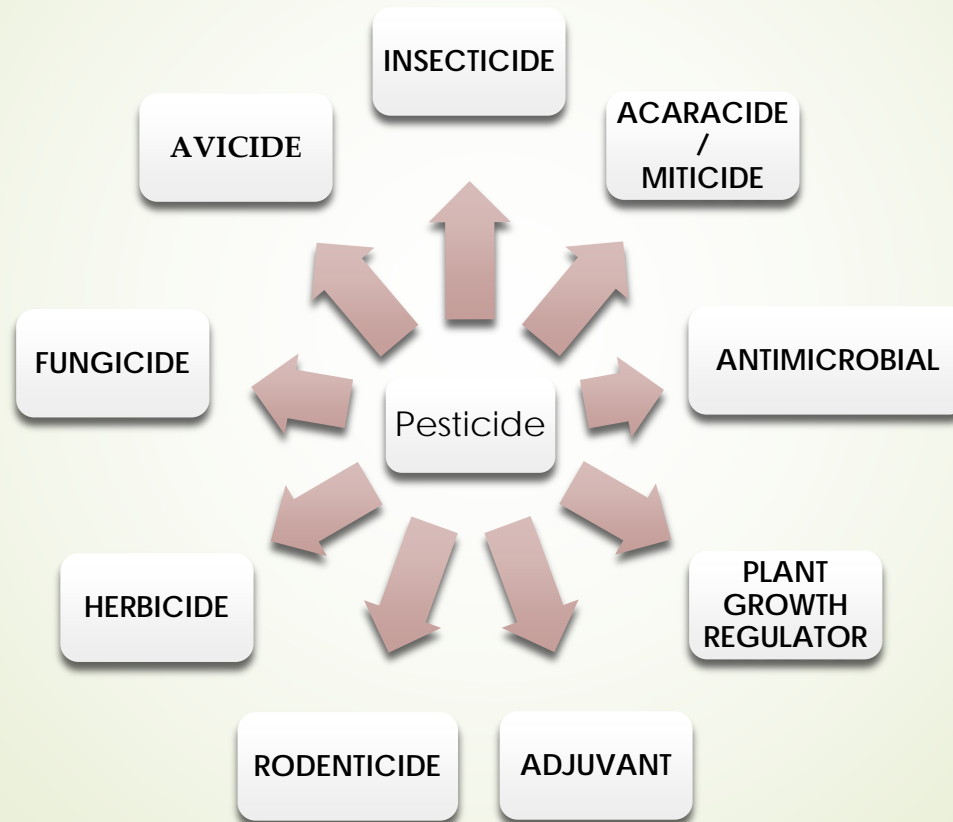 INSECTICIDE
ACARACIDE
/
MITICIDE
ANTIMICROBIAL
PLANT
GROWTH
REGULATOR
ADJUVANT
RODENTICIDE
HERBICIDE
FUNGICIDE
AVICIDE
Pesticide